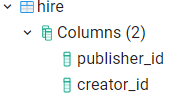 hire
Columns (2)
publisher_id
creator_id